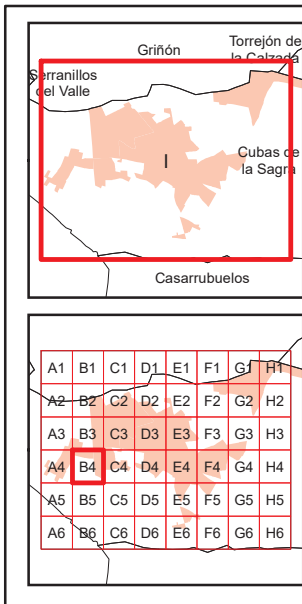 Griñón
Torrejón de
la Calzada
Serranillos
del Valle
I
Cubas de
la Sagra
Casarrubuelos
A1 B1 C1 D1 E1 F1 G1 H1
A2 B2 C2 D2 E2 F2 G2 H2
A3 B3 C3 D3 E3 F3 G3 H3
A4 B4 C4 D4 E4 F4 G4 H4
A5 B5 C5 D5 E5 F5 G5 H5
A6 B6 C6 D6 E6 F6 G6 H6